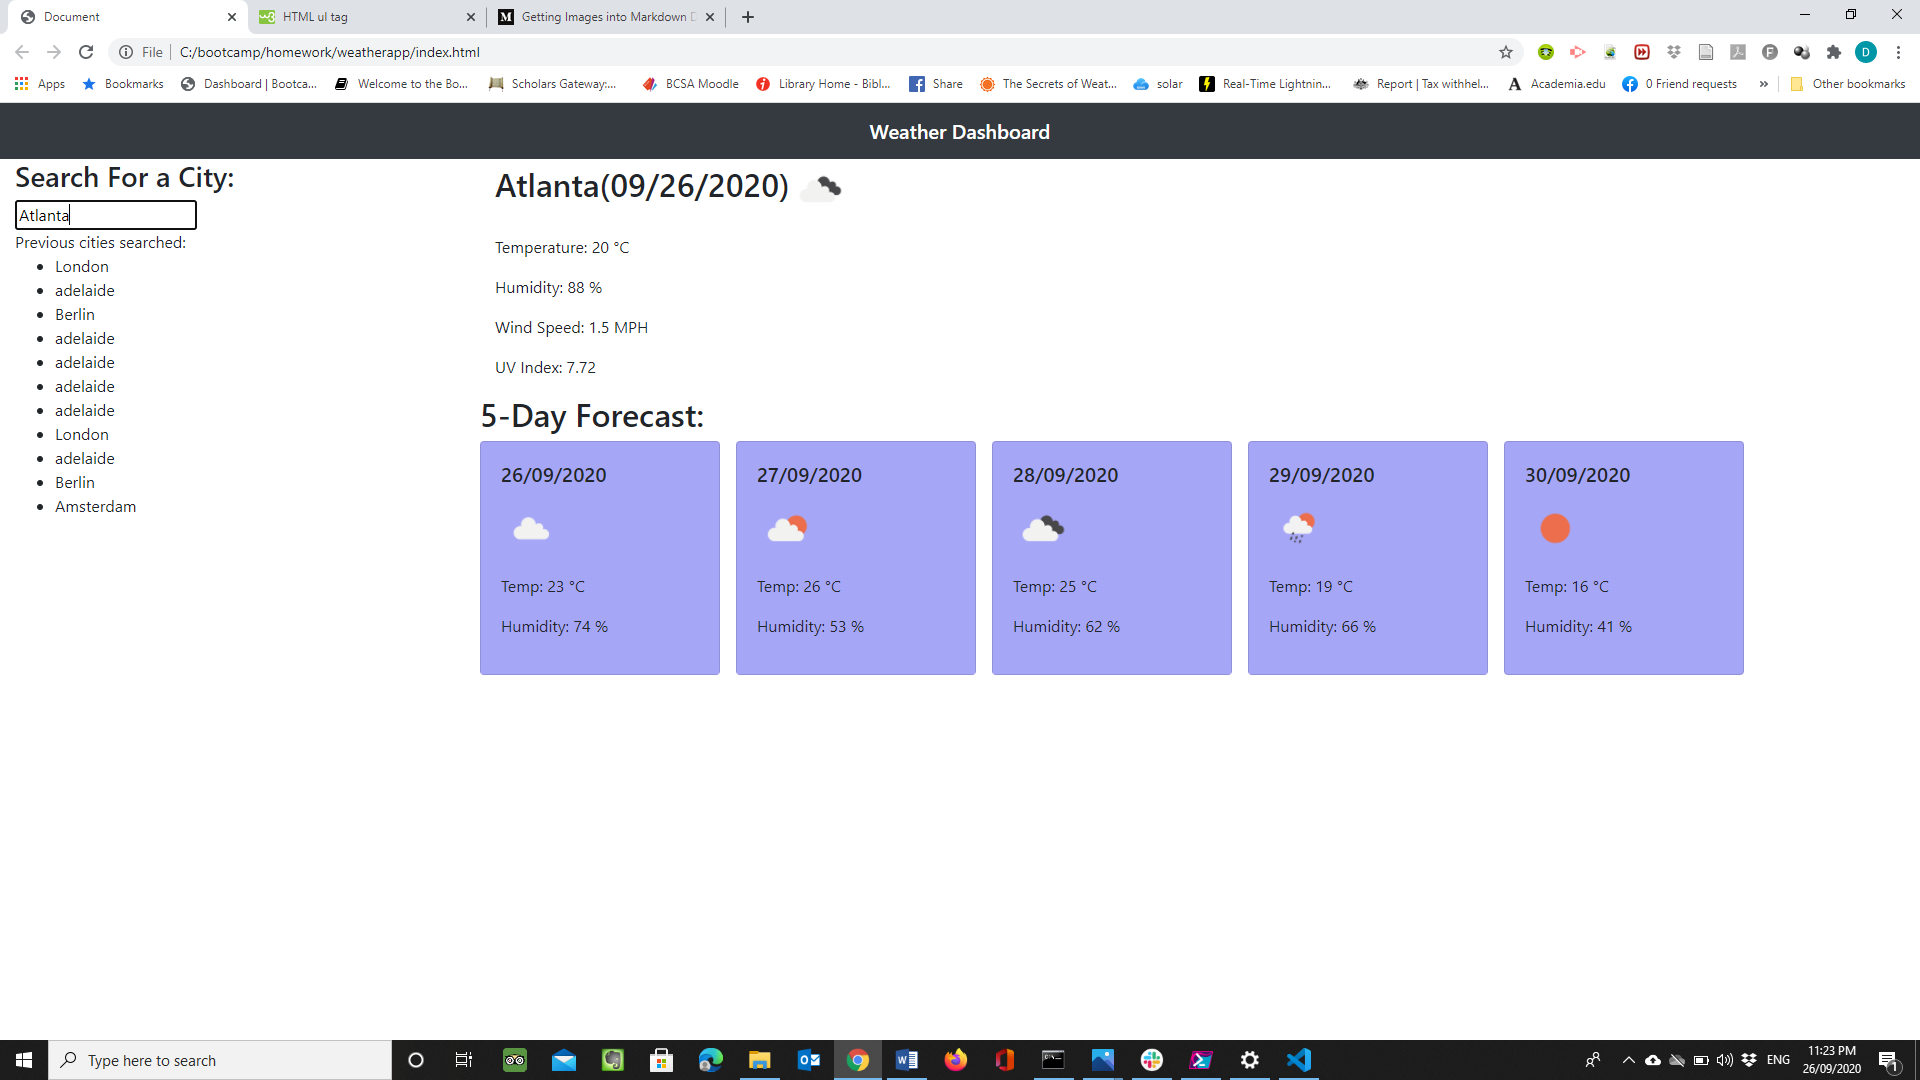 Document
HTML ul tag
Getting Images into Markdown
File
C:/bootcamp/homework/weatherapp/index.html
D
Apps
Bookmarks
Dashboard | Bootca...
Welcome to the Bo...
Scholars Gateway:...
BCSA Moodle
Library Home - Bibl...
Share
The Secrets of Weat...
solar
Real-Time Lightnin...
Report | Tax withhel...
Academia.edu
0 Friend requests
»
Other bookmarks
Weather Dashboard
Search For a City:
Atlanta
Previous cities searched:
London
adelaide
Berlin
adelaide
adelaide
adelaide
adelaide
London
adelaide
Berlin
Amsterdam
Atlanta(09/26/2020)
Temperature: 20 °C
Humidity: 88 %
Wind Speed: 1.5 MPH
UV Index: 7.72
5-Day Forecast:
26/09/2020
Temp: 23 °C
Humidity: 74 %
27/09/2020
Temp: 26 °C
Humidity: 53 %
28/09/2020
Temp: 25 °C
Humidity: 62 %
29/09/2020
Temp: 19 °C
Humidity: 66 %
30/09/2020
Temp: 16 °C
Humidity: 41 %
Type here to search
ENG
11:23 PM
26/09/2020
1